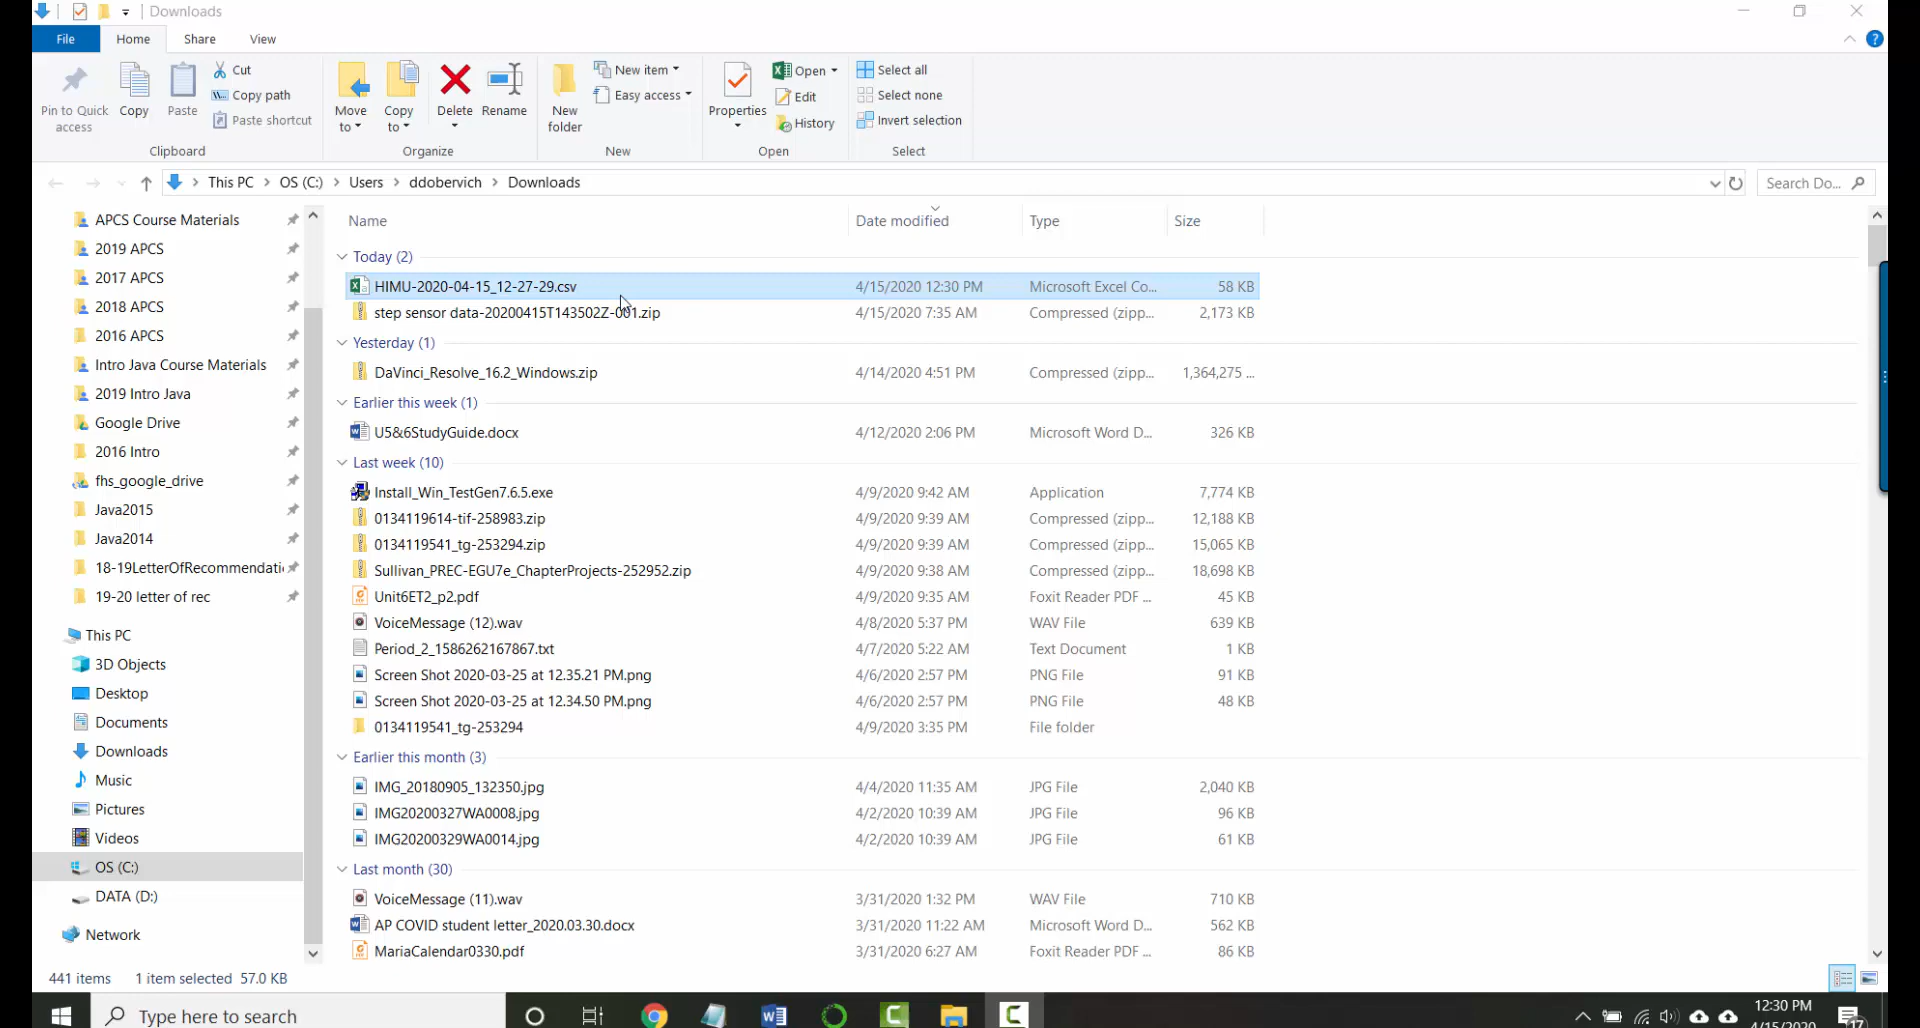 Downloads
File Home Share View
Pin to Quick access
Copy
Paste
Cut
Copy path
Paste shortcut
Clipboard
Move to
Copy to
Delete
Rename
Organize
New folder
New item
Easy access
New
Properties
Open
Edit
History
Open
Select all
Select none
Invert selection
Select
This PC > OS (C:) > Users > ddobervich > Downloads
Search Do...
APCS Course Materials
2019 APCS
2017 APCS
2018 APCS
2016 APCS
Intro Java Course Materials
2019 Intro Java
Google Drive
2016 Intro
fhs_google_drive
Java2015
Java2014
18-19LetterOfRecommendati
19-20 letter of rec
This PC
3D Objects
Desktop
Documents
Downloads
Music
Pictures
Videos
OS (C:)
DATA (D:)
Network
Name Date modified Type Size
Today (2)
HIMU-2020-04-15_12-27-29.csv 4/15/2020 12:30 PM Microsoft Excel Co... 58 KB
step sensor data-20200415T143502Z-001.zip 4/15/2020 7:35 AM Compressed (zipp... 2,173 KB
Yesterday (1)
DaVinci_Resolve_16.2_Windows.zip 4/14/2020 4:51 PM Compressed (zipp... 1,364,275 ...
Earlier this week (1)
U5&6StudyGuide.docx 4/12/2020 2:06 PM Microsoft Word D... 326 KB
Last week (10)
Install_Win_TestGen7.6.5.exe 4/9/2020 9:42 AM Application 7,774 KB
0134119614-tif-258983.zip 4/9/2020 9:39 AM Compressed (zipp... 12,188 KB
0134119541_tg-253294.zip 4/9/2020 9:39 AM Compressed (zipp... 15,065 KB
Sullivan_PREC-EGU7e_ChapterProjects-252952.zip 4/9/2020 9:38 AM Compressed (zipp... 18,698 KB
Unit6ET2_p2.pdf 4/9/2020 9:35 AM Foxit Reader PDF ... 45 KB
VoiceMessage (12).wav 4/8/2020 5:37 PM WAV File 639 KB
Period_2_1586262167867.txt 4/7/2020 5:22 AM Text Document 1 KB
Screen Shot 2020-03-25 at 12.35.21 PM.png 4/6/2020 2:57 PM PNG File 91 KB
Screen Shot 2020-03-25 at 12.34.50 PM.png 4/6/2020 2:57 PM PNG File 48 KB
0134119541_tg-253294 4/9/2020 3:35 PM File folder
Earlier this month (3)
IMG_20180905_132350.jpg 4/4/2020 11:35 AM JPG File 2,040 KB
IMG20200327WA0008.jpg 4/2/2020 10:39 AM JPG File 96 KB
IMG20200329WA0014.jpg 4/2/2020 10:39 AM JPG File 61 KB
Last month (30)
VoiceMessage (11).wav 3/31/2020 1:32 PM WAV File 710 KB
AP COVID student letter_2020.03.30.docx 3/31/2020 11:22 AM Microsoft Word D... 562 KB
MariaCalendar0330.pdf 3/31/2020 6:27 AM Foxit Reader PDF ... 86 KB
441 items 1 item selected 57.0 KB
Type here to search
12:30 PM
4/15/2020
17